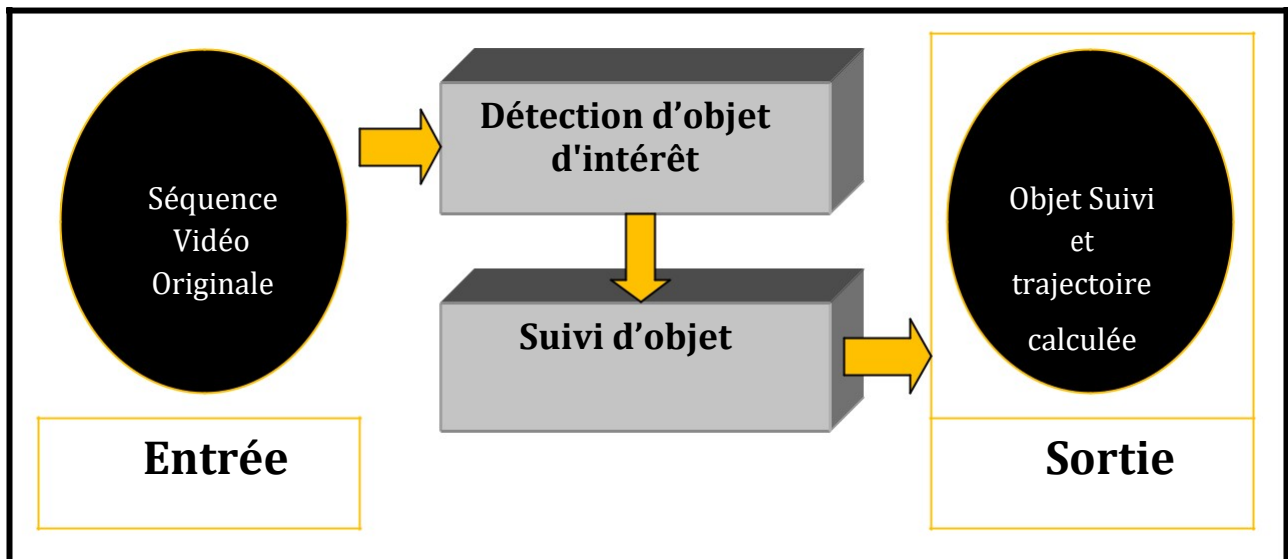 Séquence
Vidéo
Originale
Entrée
Détection d’objet
d'intérêt
Suivi d’objet
Objet Suivi
et
trajectoire
calculée
Sortie